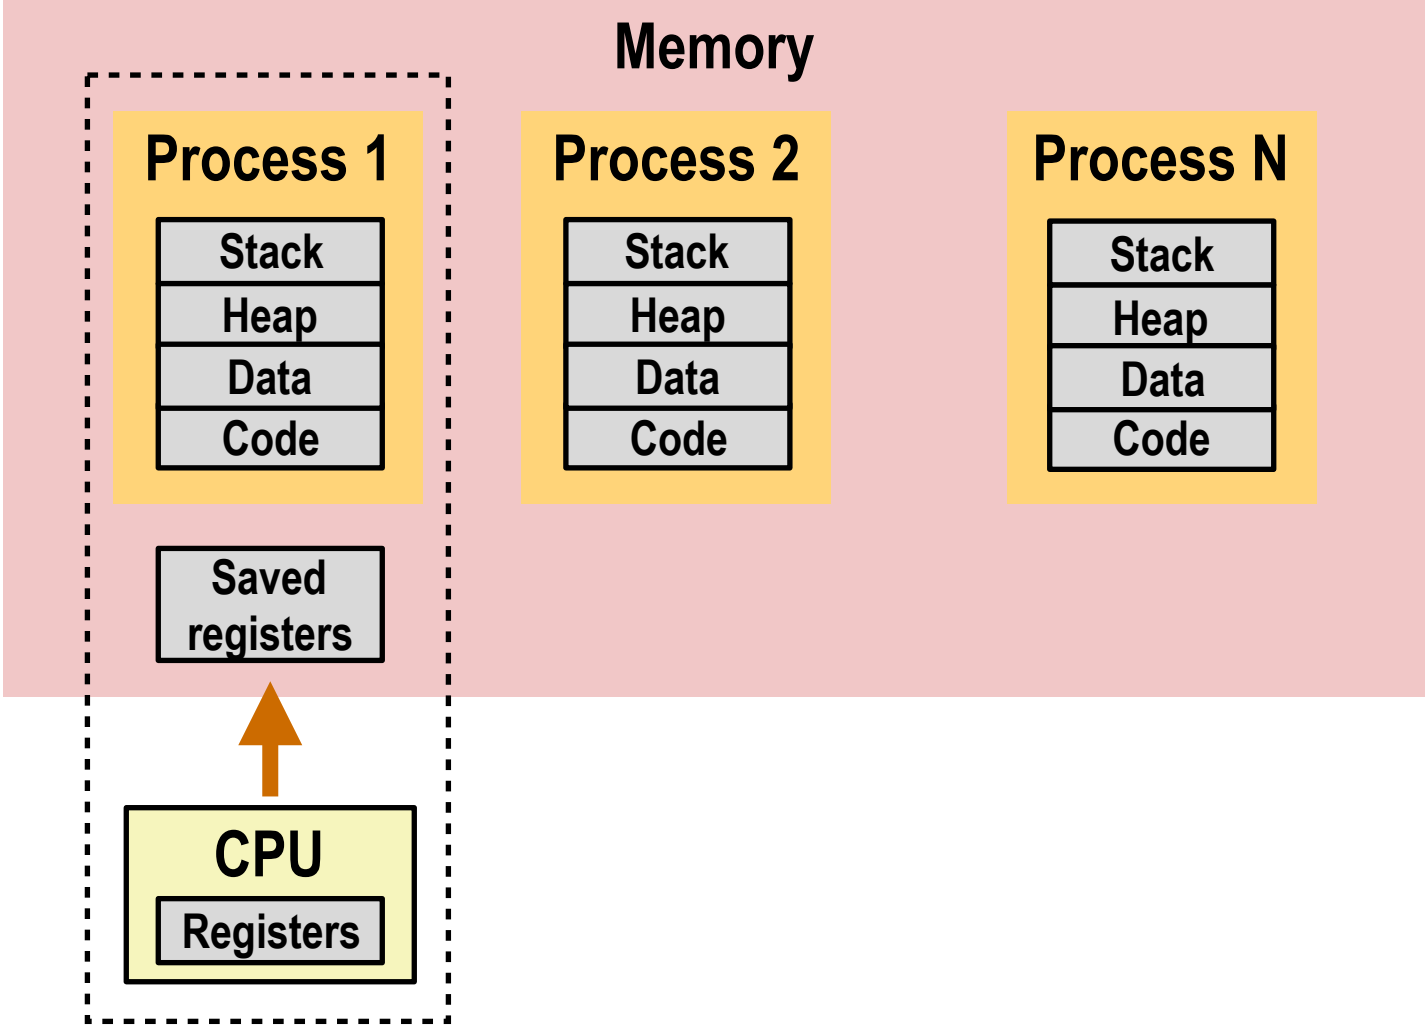 Memory
Process 1
Stack
Heap
Data
Code
Process 2
Stack
Heap
Data
Code
Process N
Stack
Heap
Data
Code
Saved
registers
CPU
Registers